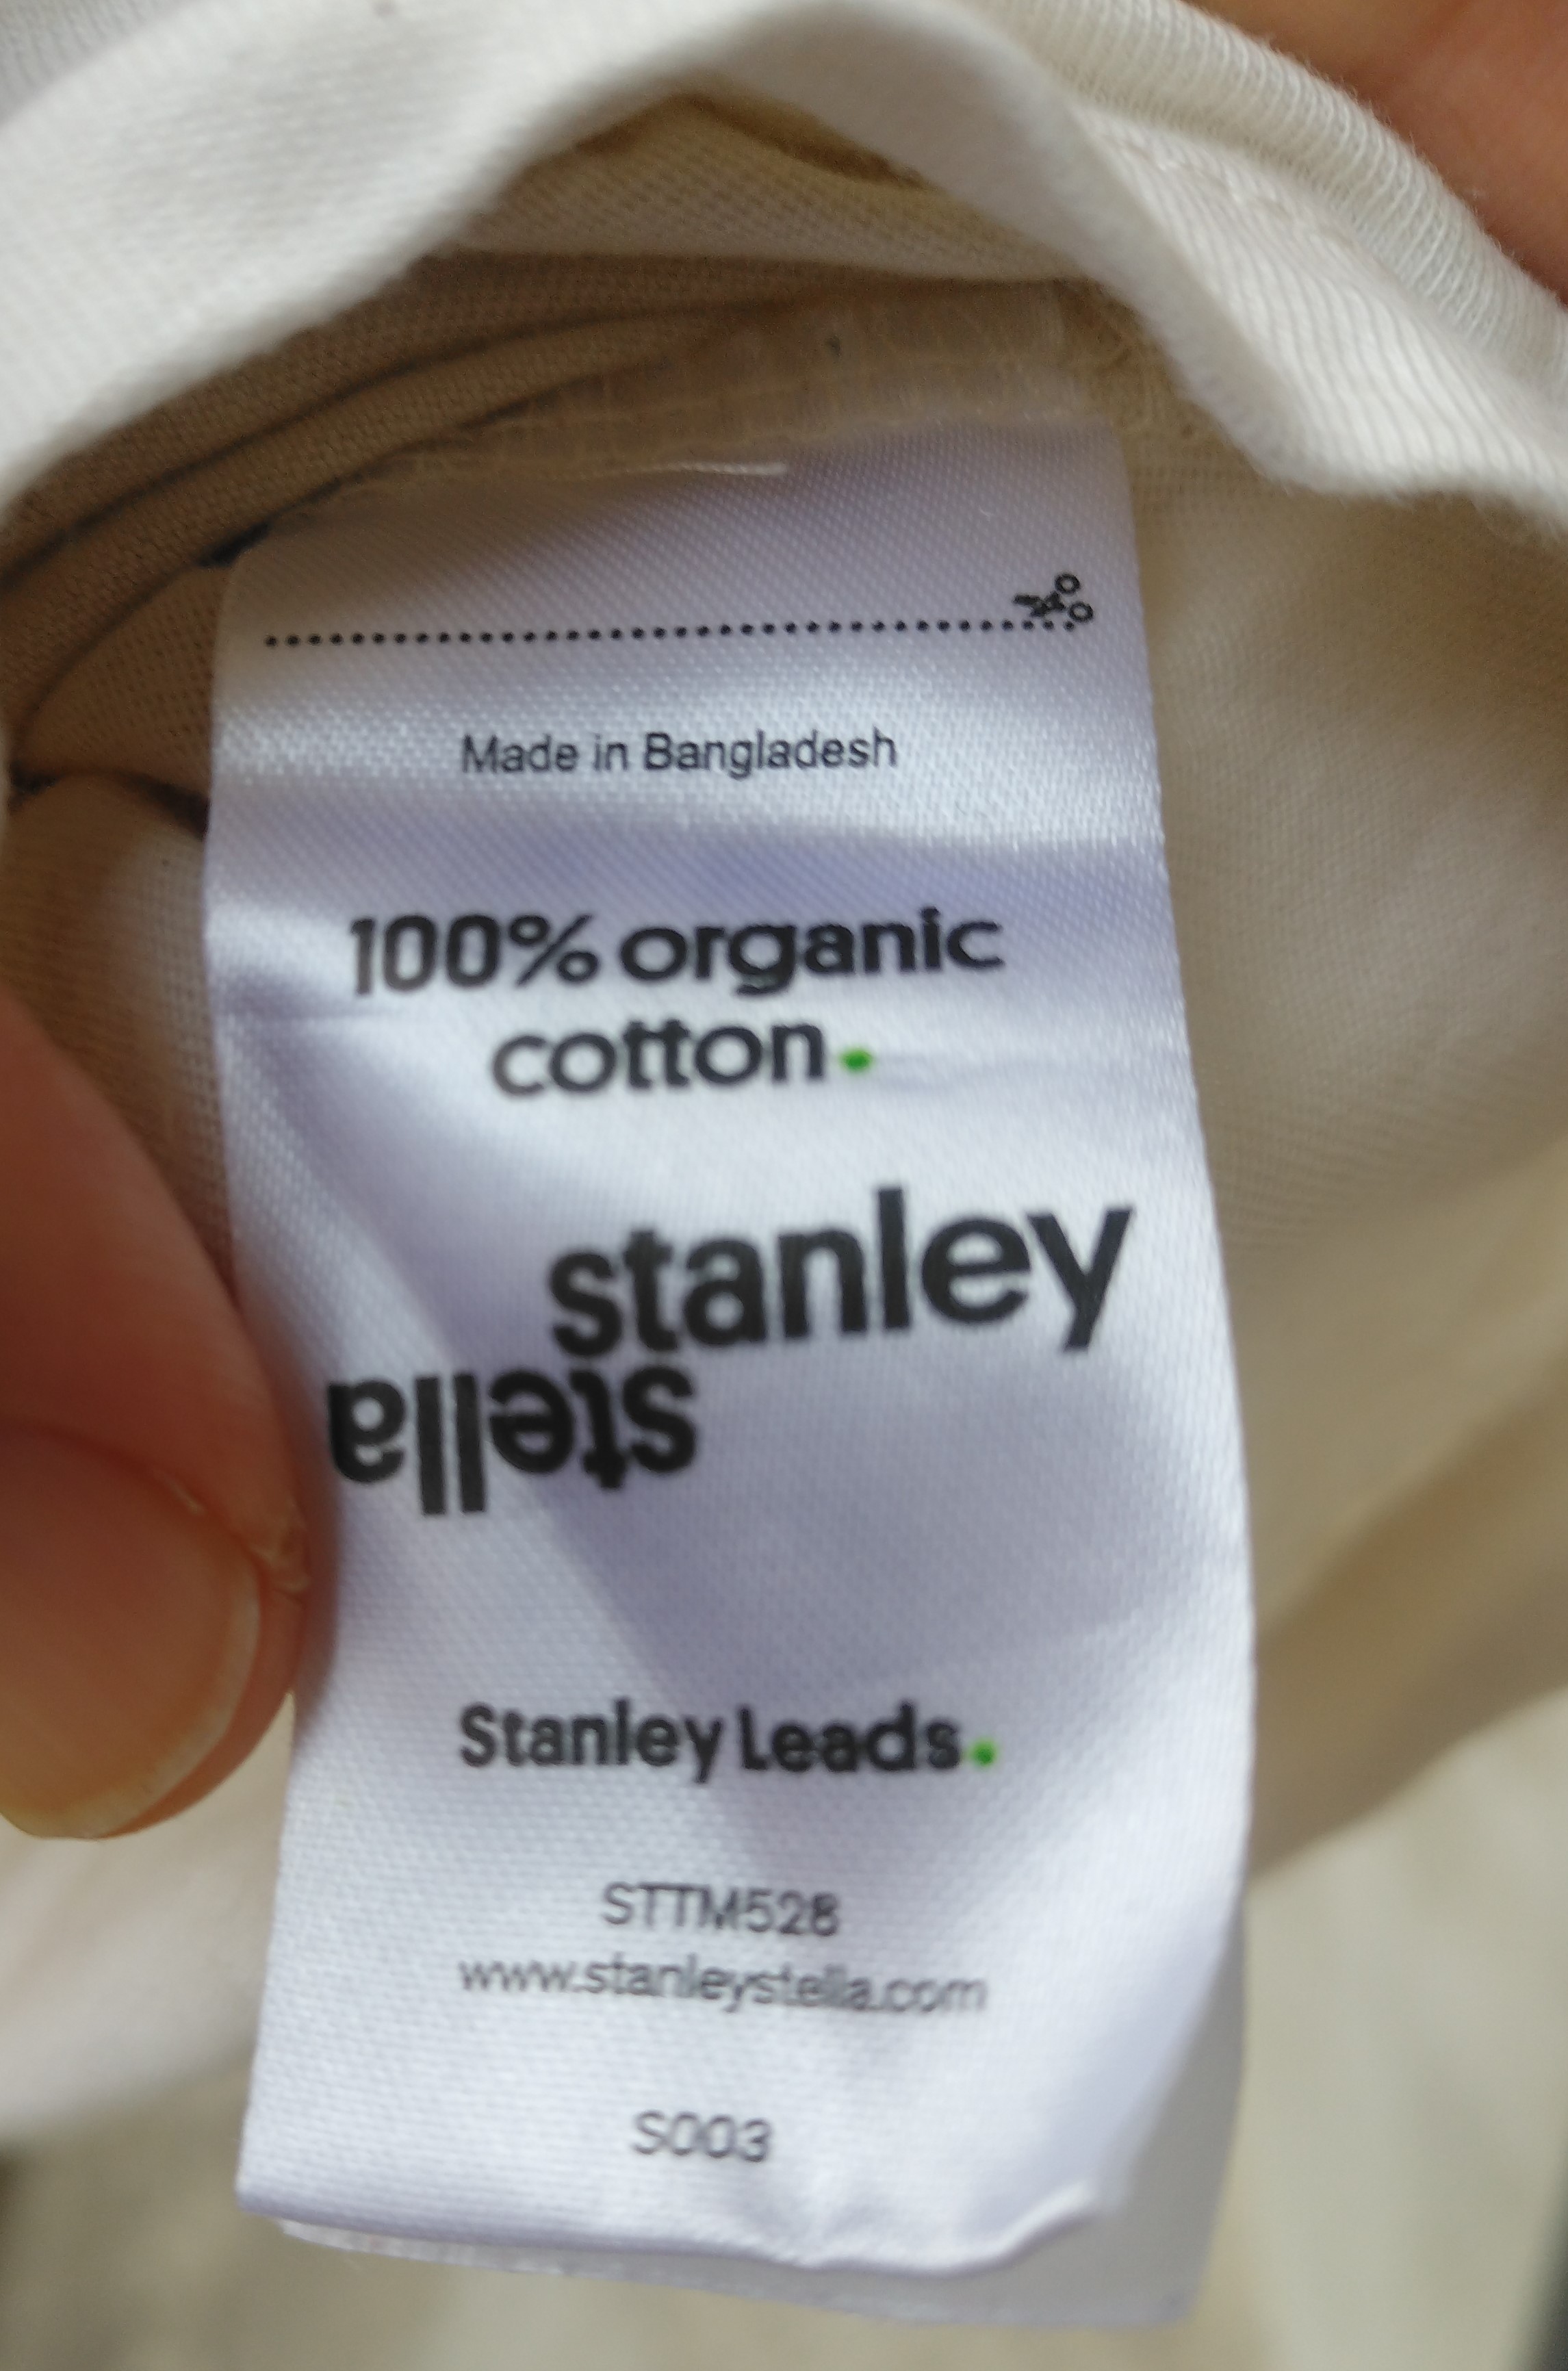 Made in Bangladesh
100% organic
cotton.
stanley
stella
Stanley Leads.
STTM528
www.stanleystella.com
S003